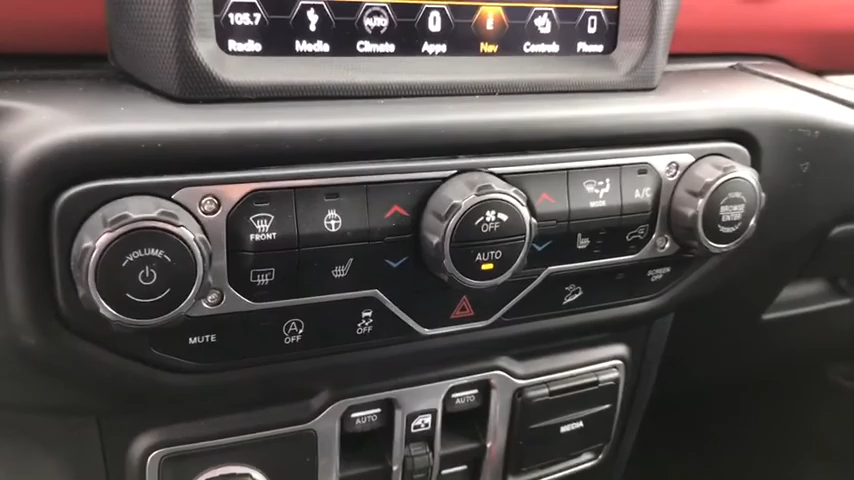 105.7
AUTO
Radio Media Climate Apps Nav Controls Phone
FRONT
OFF
MODE
A/C
BROWSE
ENTER
VOLUME
AUTO
SCREEN
OFF
MUTE
OFF
OFF
AUTO
AUTO
MEDIA